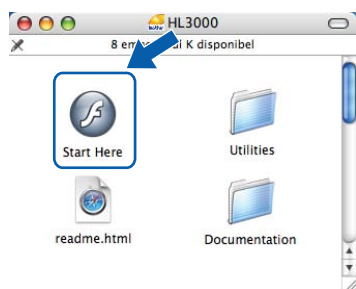 HL3000
8 em
K disponibel
Start Here
Utilities
readme.html
Documentation